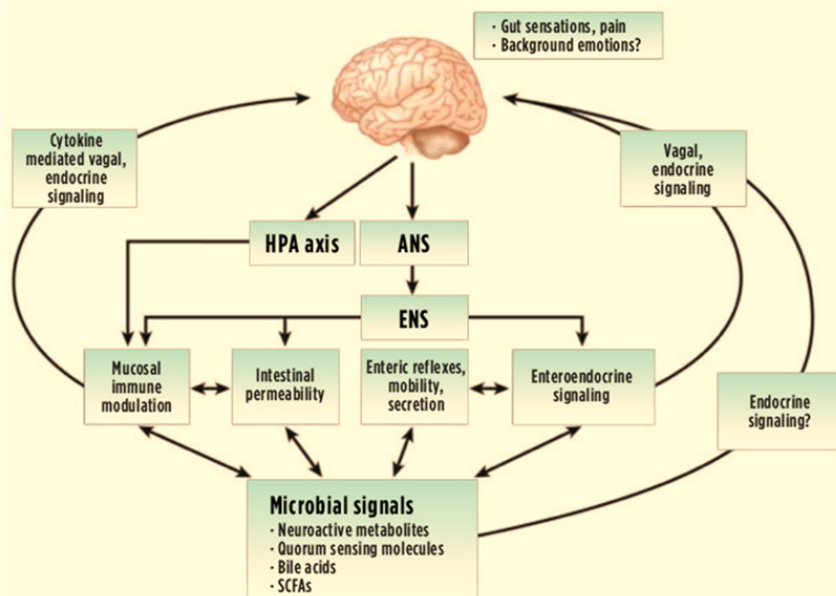 · Gut sensations, pain
· Background emotions?
Cytokine
mediated vagal,
endocrine
signaling
Vagal,
endocrine
signaling
HPA axis
ANS
ENS
Mucosal
immune
modulation
Intestinal
permeability
Enteric reflexes,
mobility,
secretion
Enteroendocrine
signaling
Endocrine
signaling?
Microbial signals
· Neuroactive metabolites
· Quorum sensing molecules
· Bile acids
· SCFAs